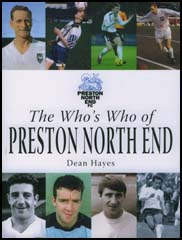 PRESTON
NORTH END
FC
The Who's Who of
PRESTON NORTH END
Dean Hayes